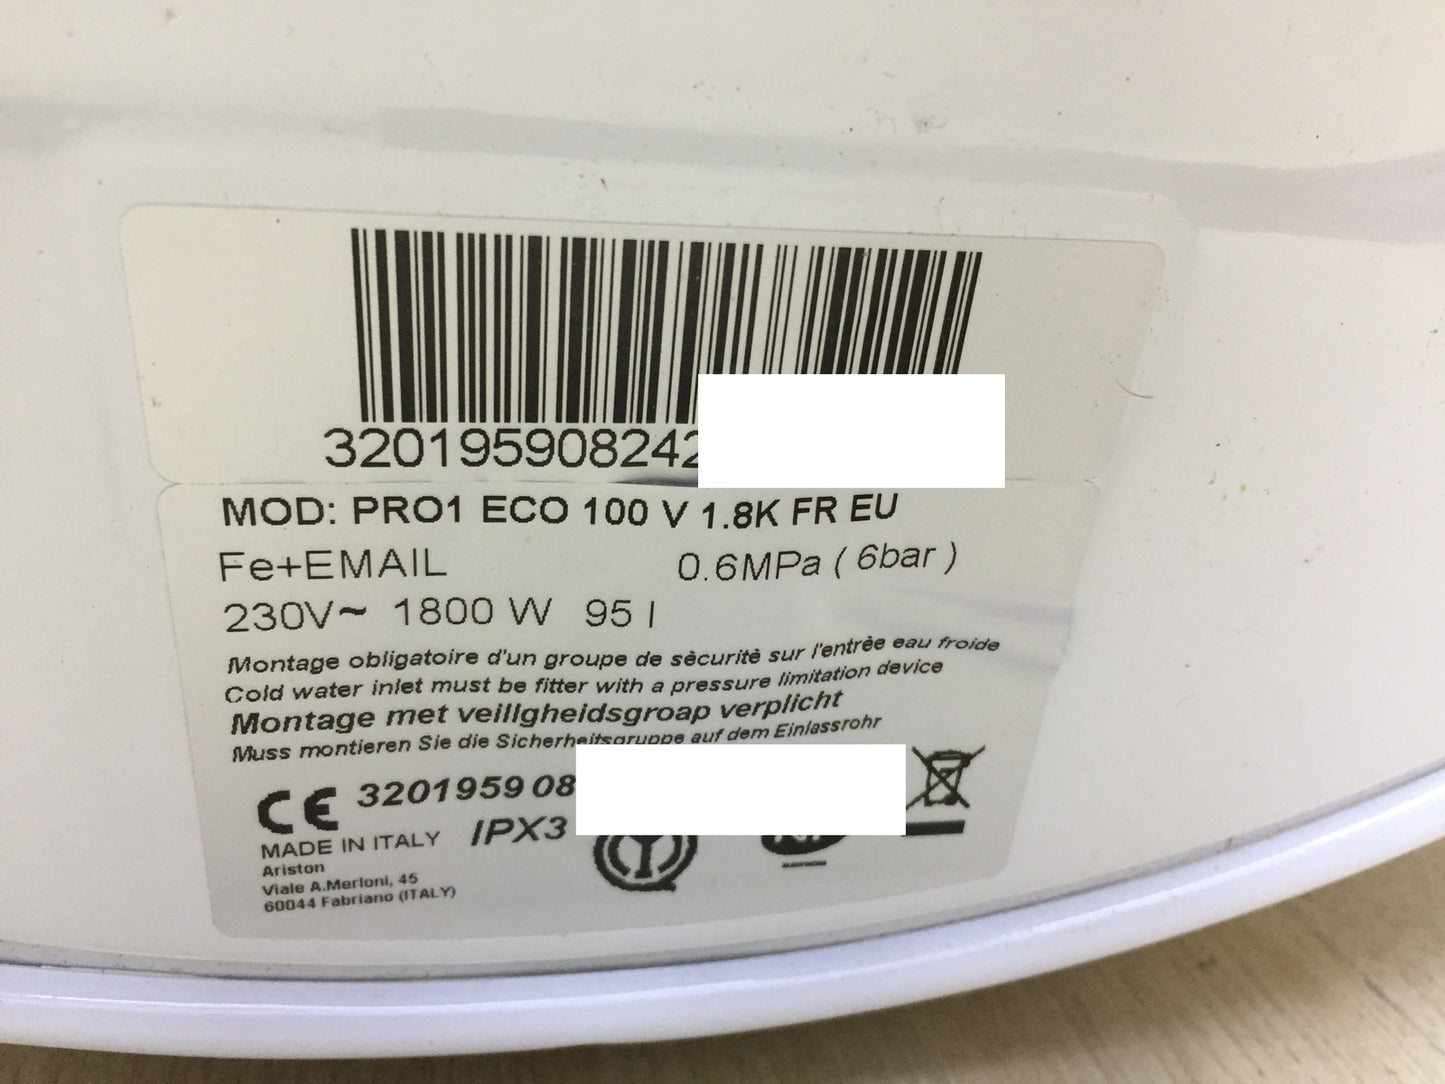 320195908242
MOD: PRO1 ECO 100 V 1.8K FR EU
Fe+EMAIL 0.6MPa ( 6bar )
230V~ 1800 W 95 l
Montage obligatoire d'un groupe de sècuritè sur l'entrèe eau froide
Cold water inlet must be fitter with a pressure limitation device
Montage met veiligheidsgroap verplicht
Muss montieren Sie die Sicherheitsgruppe auf dem Einlassrohr
CE 3201959 08
MADE IN ITALY IPX3
Ariston
Viale A.Merloni, 45
60044 Fabriano (ITALY)